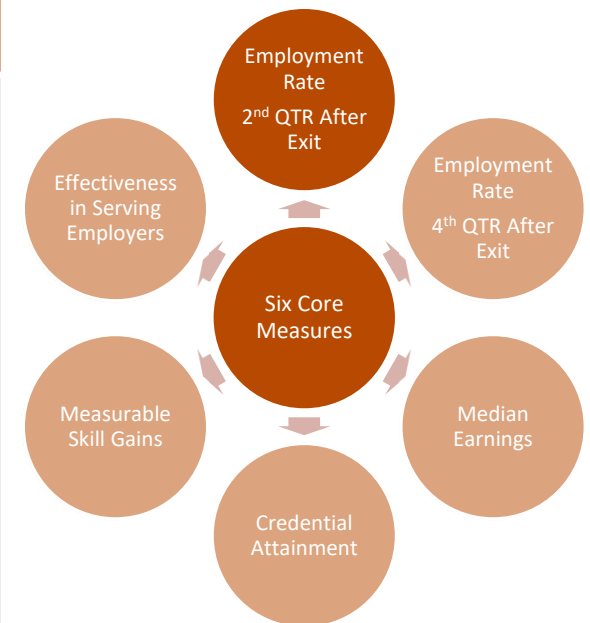 Employment
Rate
2nd QTR After
Exit
Employment
Rate
4th QTR After
Exit
Effectiveness
in Serving
Employers
Six Core
Measures
Measurable
Skill Gains
Median
Earnings
Credential
Attainment